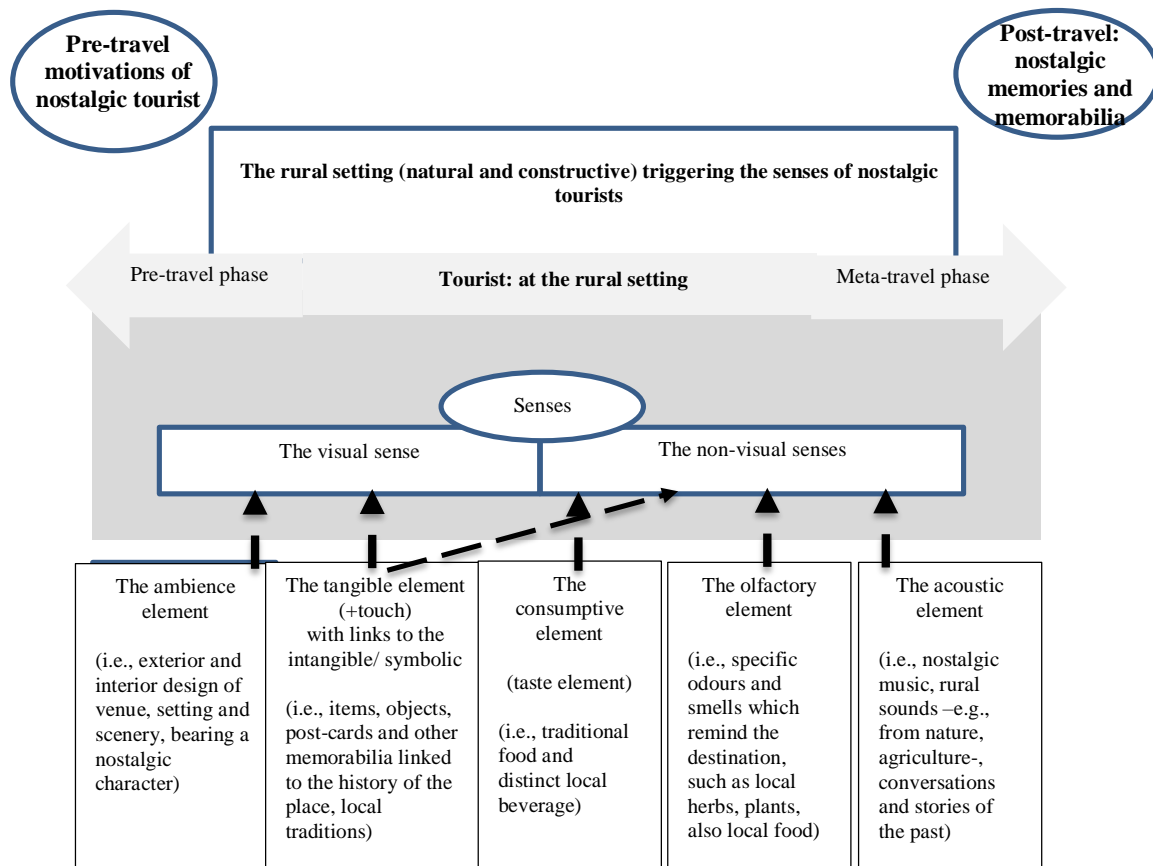 Pre-travel
motivations of
nostalgic tourist
Post-travel:
nostalgic
memories and
memorabilia
The rural setting (natural and constructive) triggering the senses of nostalgic
tourists
Pre-travel phase
Tourist: at the rural setting
Meta-travel phase
Senses
The visual sense
The non-visual senses
The ambience
element
(i.e., exterior and
interior design of
venue, setting and
scenery, bearing a
nostalgic
character)
The tangible element
(+touch)
with links to the
intangible/ symbolic
(i.e., items, objects,
post-cards and other
memorabilia linked
to the history of the
place, local
traditions)
The
consumptive
element
(taste element)
(i.e., traditional
food and
distinct local
beverage)
The olfactory
element
(i.e., specific
odours and
smells which
remind the
destination,
such as local
herbs, plants,
also local food)
The acoustic
element
(i.e., nostalgic
music, rural
sounds –e.g.,
from nature,
agriculture-,
conversations
and stories of
the past)